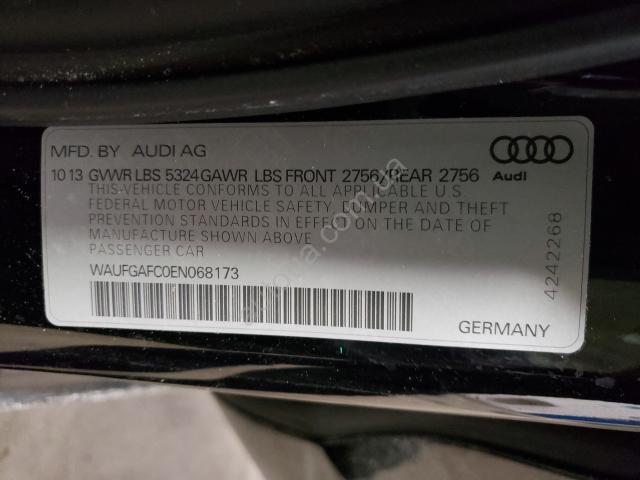 MFD. BY AUDI AG
10 13 GVWR LBS 5324 GAWR LBS FRONT 2756/REAR 2756
THIS-VEHICLE CONFORMS TO ALL APPLICABLE U.S.
FEDERAL MOTOR VEHICLE SAFETY, BUMPER AND THEFT
PREVENTION STANDARDS IN EFFECT ON THE DATE OF
MANUFACTURE SHOWN ABOVE
PASSENGER CAR
WAUFGAFC0EN068173
GERMANY
Audi
4242268